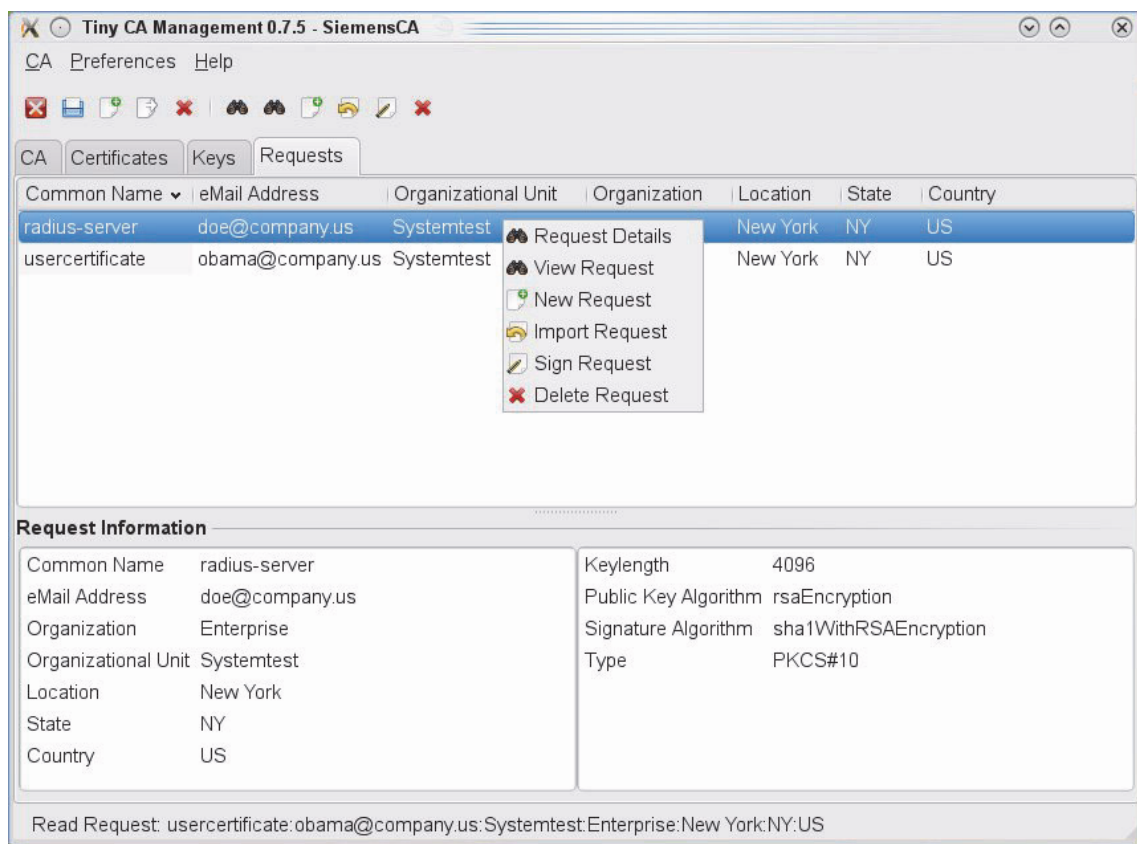 Tiny CA Management 0.7.5 - SiemensCA
CA Preferences Help
CA Certificates Keys Requests
Common Name eMail Address Organizational Unit Organization Location State Country
radius-server doe@company.us Systemtest New York NY US
usercertificate obama@company.us Systemtest New York NY US
Request Details
View Request
New Request
Import Request
Sign Request
Delete Request
Request Information
Common Name radius-server Keylength 4096
eMail Address doe@company.us Public Key Algorithm rsaEncryption
Organization Enterprise Signature Algorithm sha1WithRSAEncryption
Organizational Unit Systemtest Type PKCS#10
Location New York
State NY
Country US
Read Request: usercertificate:obama@company.us:Systemtest:Enterprise:New York:NY:US